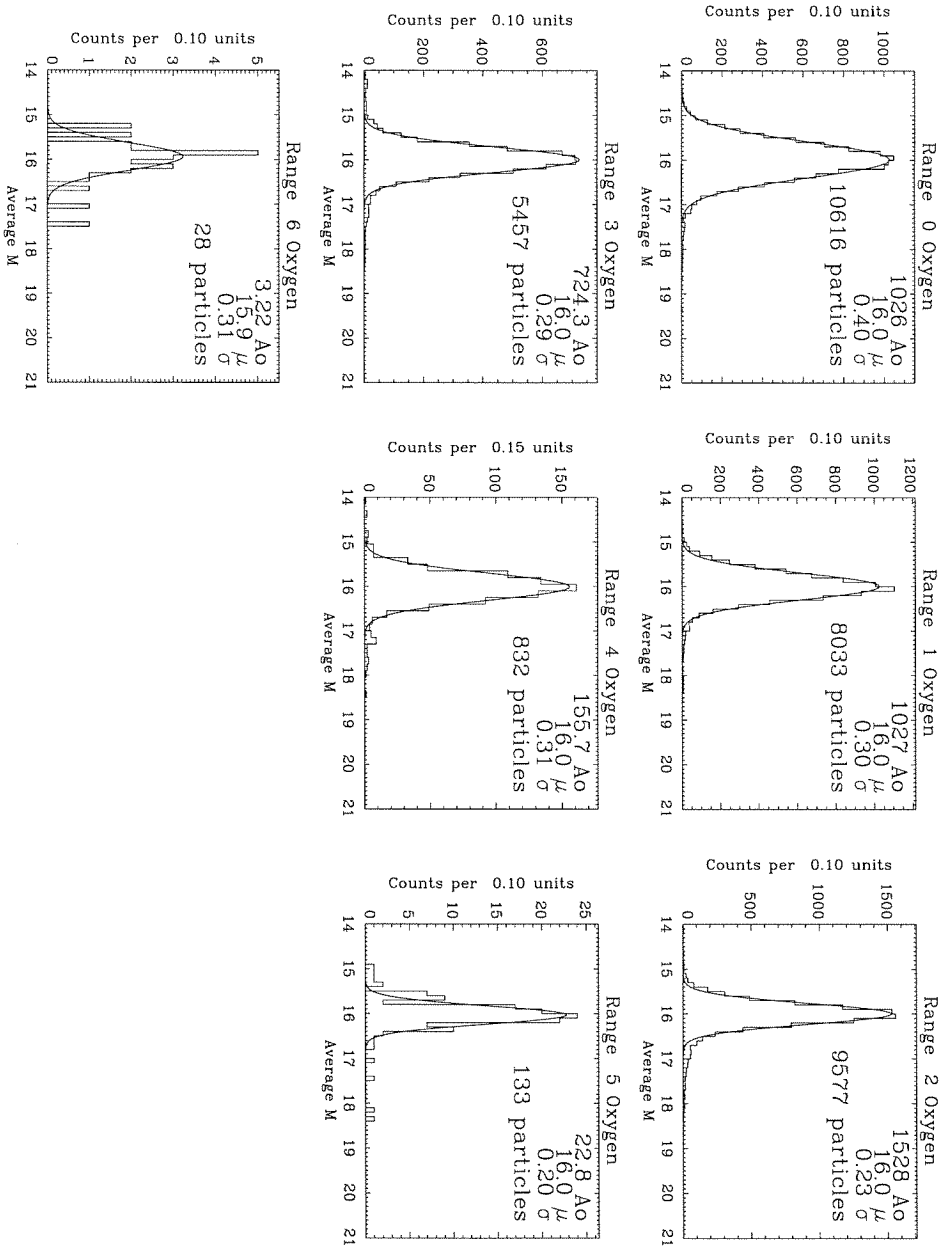 Range 0 Oxygen
Counts per 0.10 units
0 200 400 600 800 1000
1026 Ao
16.0 μ
0.40 σ
10616 particles
14 15 16 17 18 19 20 21
Average M
Range 1 Oxygen
Counts per 0.10 units
0 200 400 600 800 1000 1200
1027 Ao
16.0 μ
0.30 σ
8033 particles
14 15 16 17 18 19 20 21
Average M
Range 2 Oxygen
Counts per 0.10 units
0 500 1000 1500
1528 Ao
16.0 μ
0.23 σ
9577 particles
14 15 16 17 18 19 20 21
Average M
Range 3 Oxygen
Counts per 0.10 units
0 200 400 600
724.3 Ao
16.0 μ
0.29 σ
5457 particles
14 15 16 17 18 19 20 21
Average M
Range 4 Oxygen
Counts per 0.15 units
0 50 100 150
155.7 Ao
16.0 μ
0.31 σ
832 particles
14 15 16 17 18 19 20 21
Average M
Range 5 Oxygen
Counts per 0.10 units
0 5 10 15 20 25
22.8 Ao
16.0 μ
0.20 σ
133 particles
14 15 16 17 18 19 20 21
Average M
Range 6 Oxygen
Counts per 0.10 units
0 1 2 3 4 5
3.22 Ao
15.9 μ
0.31 σ
28 particles
14 15 16 17 18 19 20 21
Average M